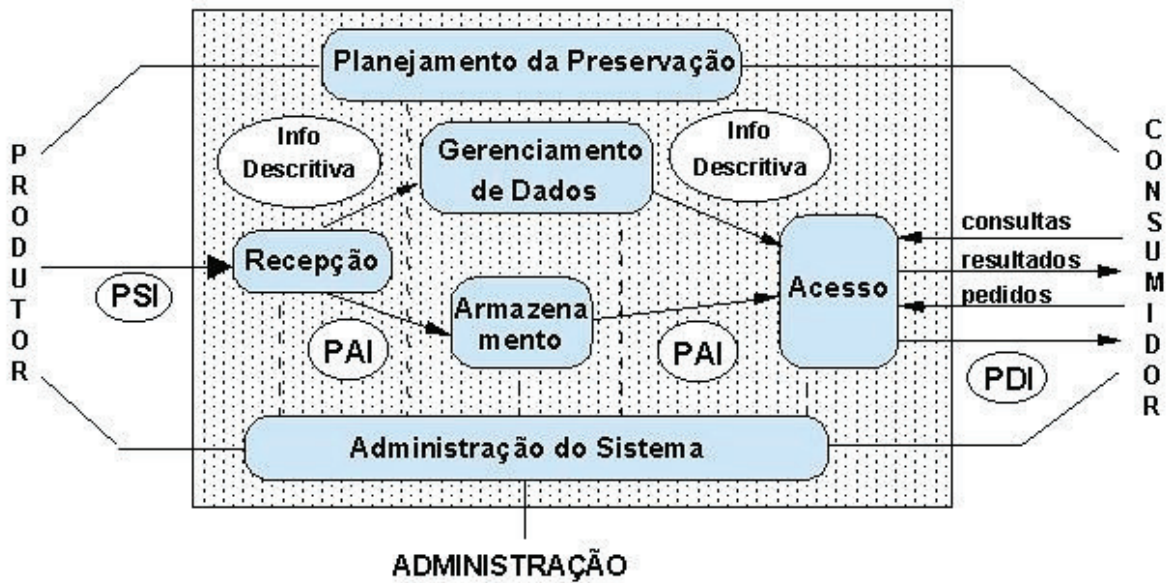 Planejamento da Preservação
Info
Descritiva
Gerenciamento
de Dados
Info
Descritiva
PRODUTOR
CONSUMIDOR
Recepção
PSI
PAI
Armazena
mento
PAI
Acesso
consultas
resultados
pedidos
PDI
Administração do Sistema
ADMINISTRAÇÃO